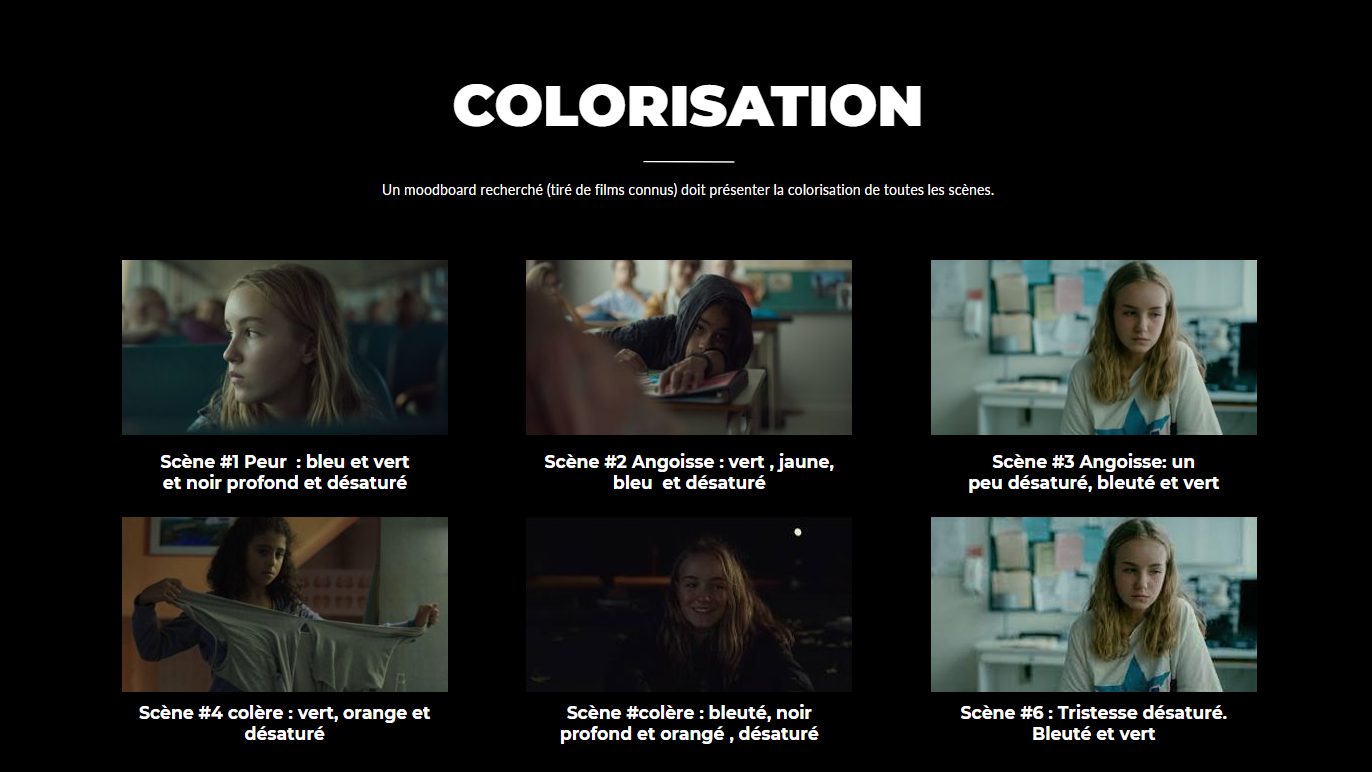 COLORISATION
Un moodboard recherché (tiré de films connus) doit présenter la colorisation de toutes les scènes.
Scène #1 Peur  : bleu et vert
et noir profond et désaturé
Scène #2 Angoisse : vert , jaune,
bleu  et désaturé
Scène #3 Angoisse: un
peu désaturé, bleuté et vert
Scène #4 colère : vert, orange et
désaturé
Scène #colère : bleuté, noir
profond et orangé , désaturé
Scène #6 : Tristesse désaturé.
Bleuté et vert